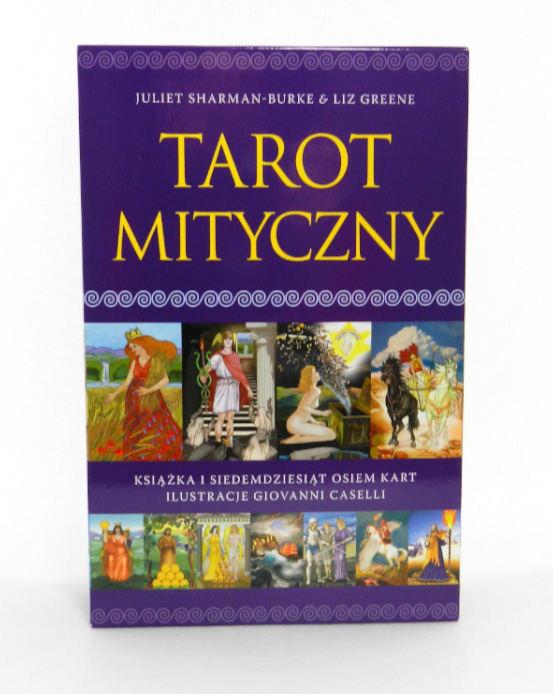 JULIET SHARMAN-BURKE & LIZ GREENE
TAROT
MITYCZNY
KSIĄŻKA I SIEDEMDZIESIĄT OSIEM KART
ILUSTRACJE GIOVANNI CASELLI